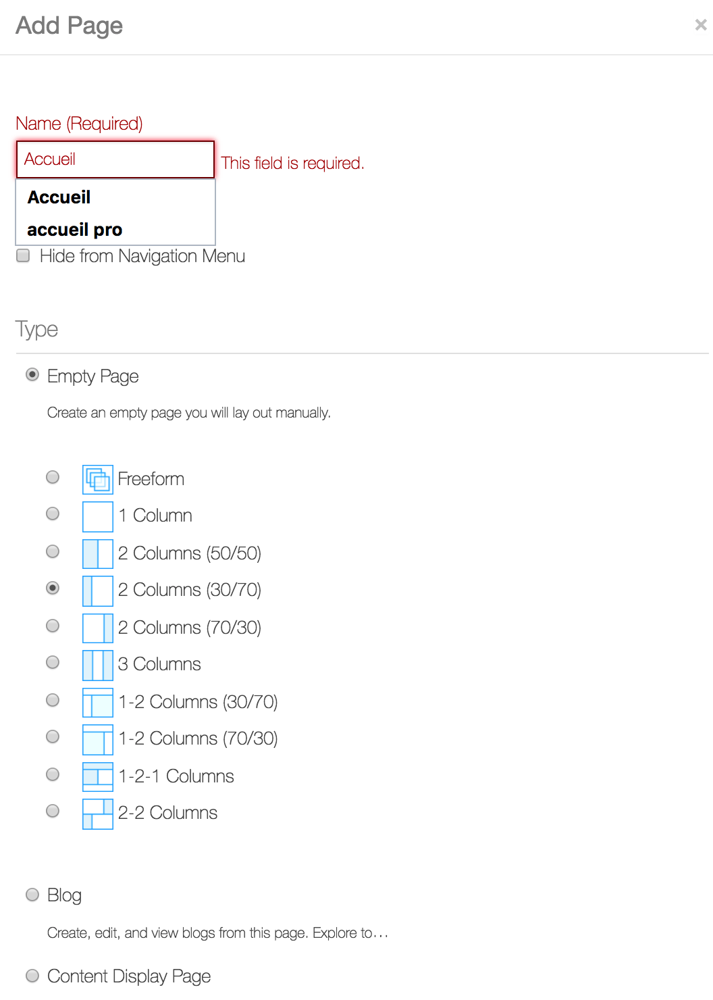 Add Page
×
Name (Required)
Accueil This field is required.
Accueil
accueil pro
Hide from Navigation Menu
Type
Empty Page
Create an empty page you will lay out manually.
Freeform
1 Column
2 Columns (50/50)
2 Columns (30/70)
2 Columns (70/30)
3 Columns
1-2 Columns (30/70)
1-2 Columns (70/30)
1-2-1 Columns
2-2 Columns
Blog
Create, edit, and view blogs from this page. Explore to...
Content Display Page